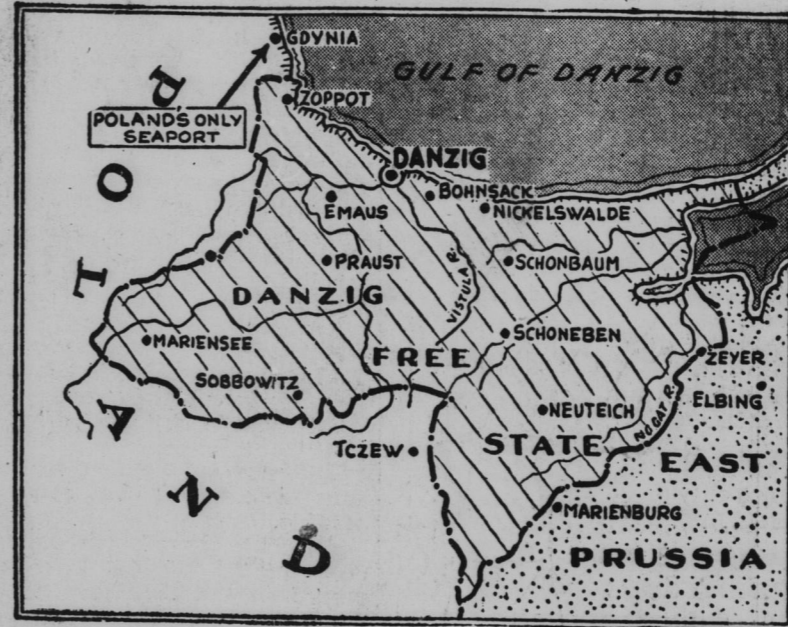 GDYNIA
GULF OF DANZIG
ZOPPOT
POLAND'S ONLY
SEAPORT
DANZIG
BOHNSACK
EMAUS
NICKELSWALDE
PRAUST
VISTULA R.
SCHONBAUM
DANZIG
MARIENSEE
SCHONEBEN
FREE
ZEYER
SOBBOWITZ
ELBING
NEUTEICH
NOGAT R.
STATE
TCZEW
EAST
MARIENBURG
PRUSSIA
POLAND